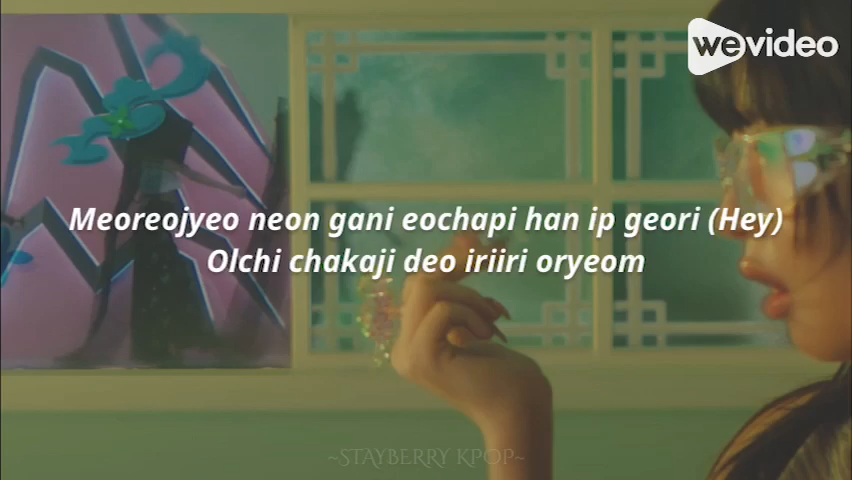 wevideo
Meoreojyeo neon gani eochapi han ip geori (Hey)
Olchi chakaji deo iriiri oryeom
~STAYBERRY KPOP~